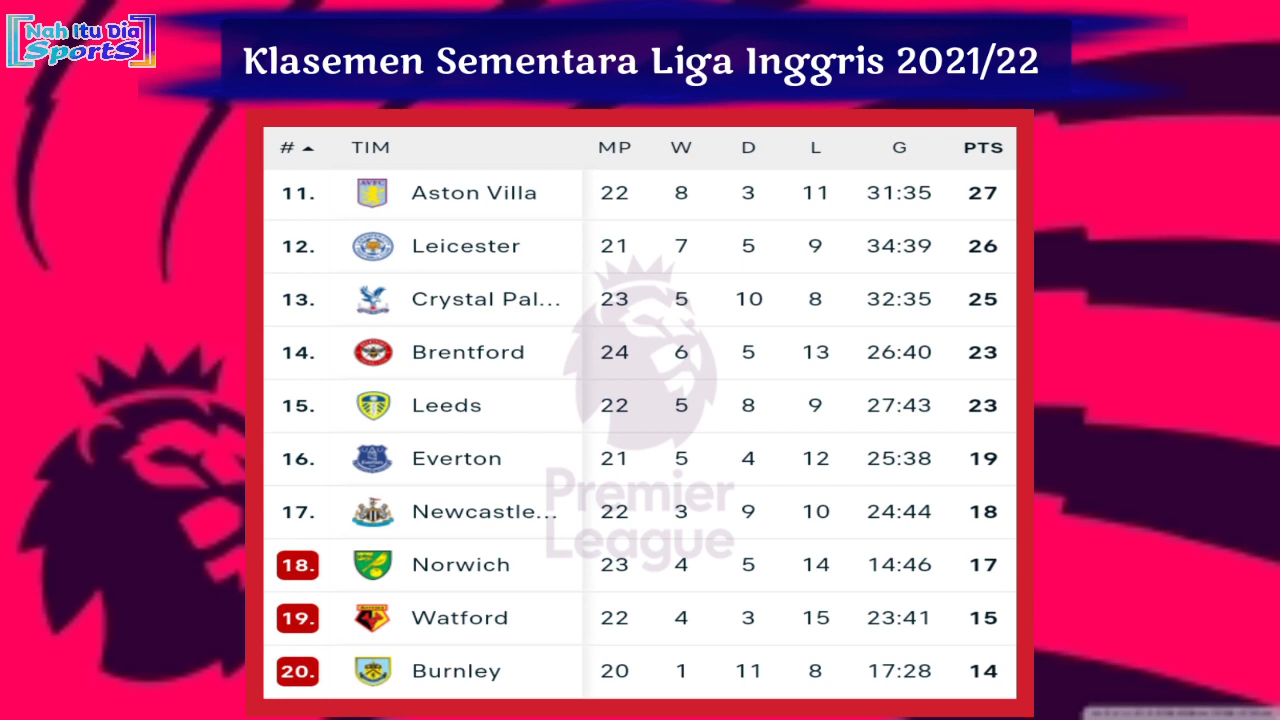 Nah Itu Dia
SportS
Klasemen Sementara Liga Inggris 2021/22
# TIM MP W D L G PTS
11. Aston Villa 22 8 3 11 31:35 27
12. Leicester 21 7 5 9 34:39 26
13. Crystal Pal... 23 5 10 8 32:35 25
14. Brentford 24 6 5 13 26:40 23
15. Leeds 22 5 8 9 27:43 23
16. Everton 21 5 4 12 25:38 19
17. Newcastle... 22 3 9 10 24:44 18
18. Norwich 23 4 5 14 14:46 17
19. Watford 22 4 3 15 23:41 15
20. Burnley 20 1 11 8 17:28 14
Premier
League